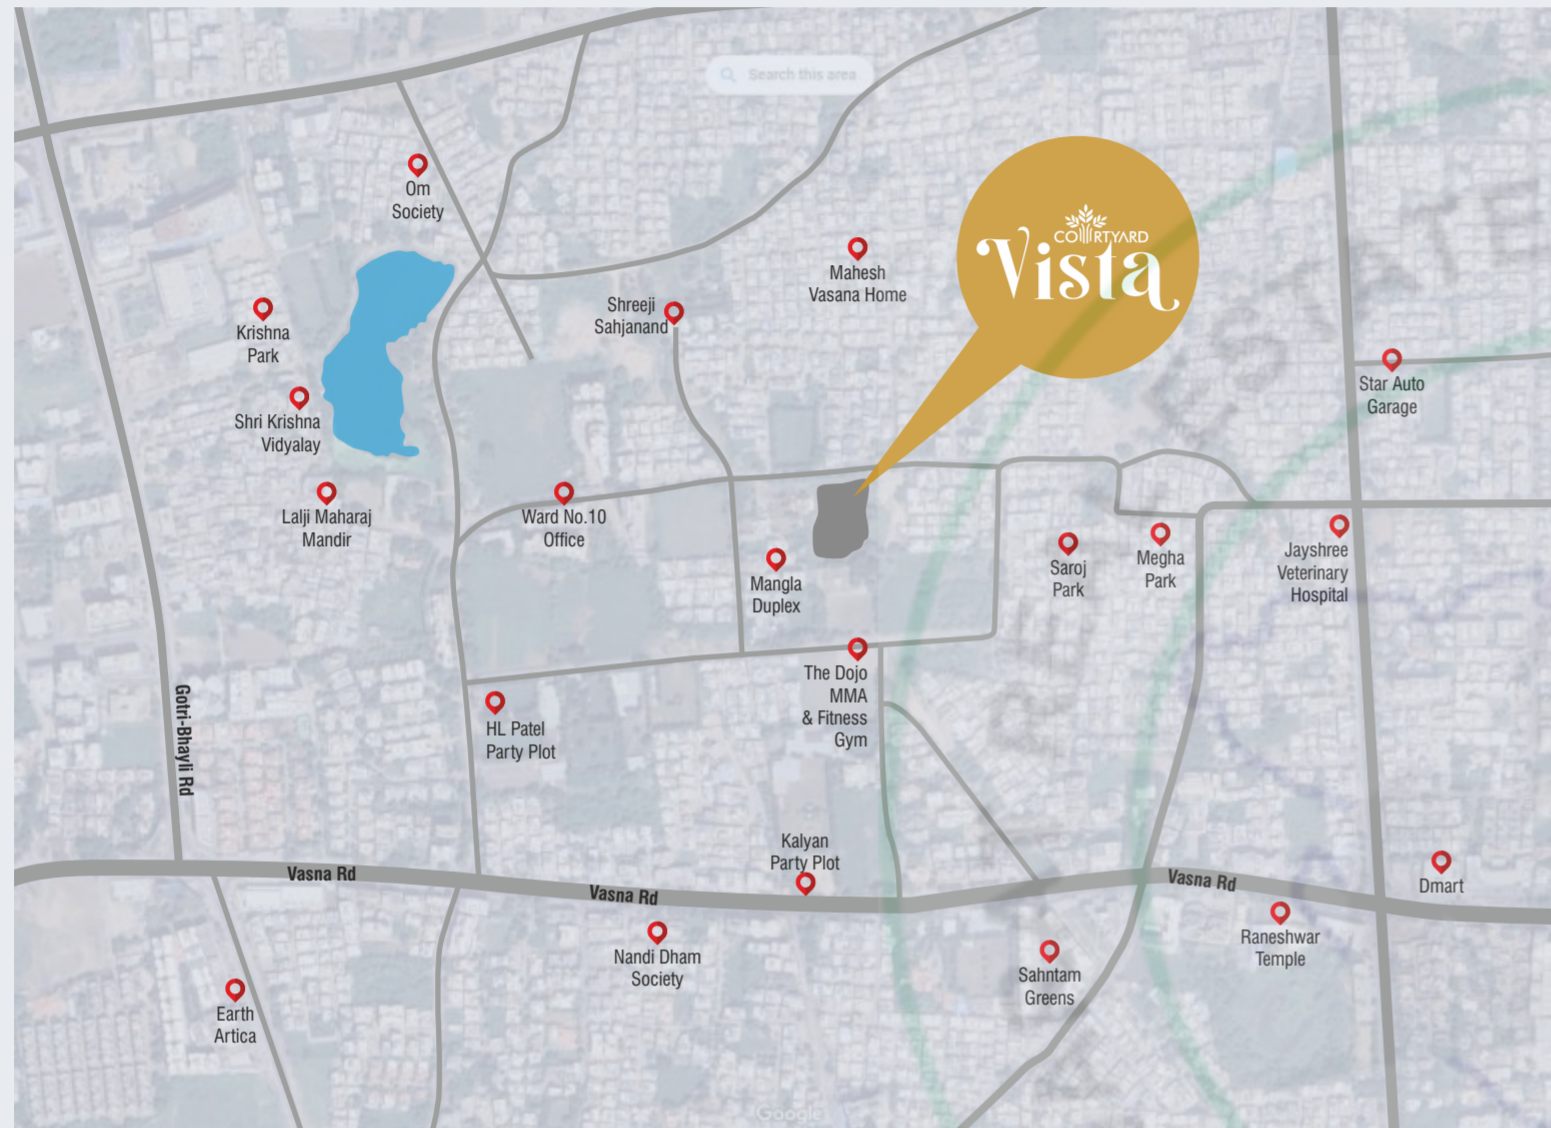 Search this area
Om
Society
COURTYARD
Vista
Mahesh
Vasana Home
Shreeji
Sahjanand
Krishna
Park
Star Auto
Garage
Shri Krishna
Vidyalay
Lalji Maharaj
Mandir
Ward No.10
Office
Mangla
Duplex
Saroj
Park
Megha
Park
Jayshree
Veterinary
Hospital
The Dojo
MMA
& Fitness
Gym
HL Patel
Party Plot
Gotri-Bhayli Rd
Kalyan
Party Plot
Vasna Rd
Vasna Rd
Vasna Rd
Dmart
Raneshwar
Temple
Nandi Dham
Society
Sahntam
Greens
Earth
Artica
Google